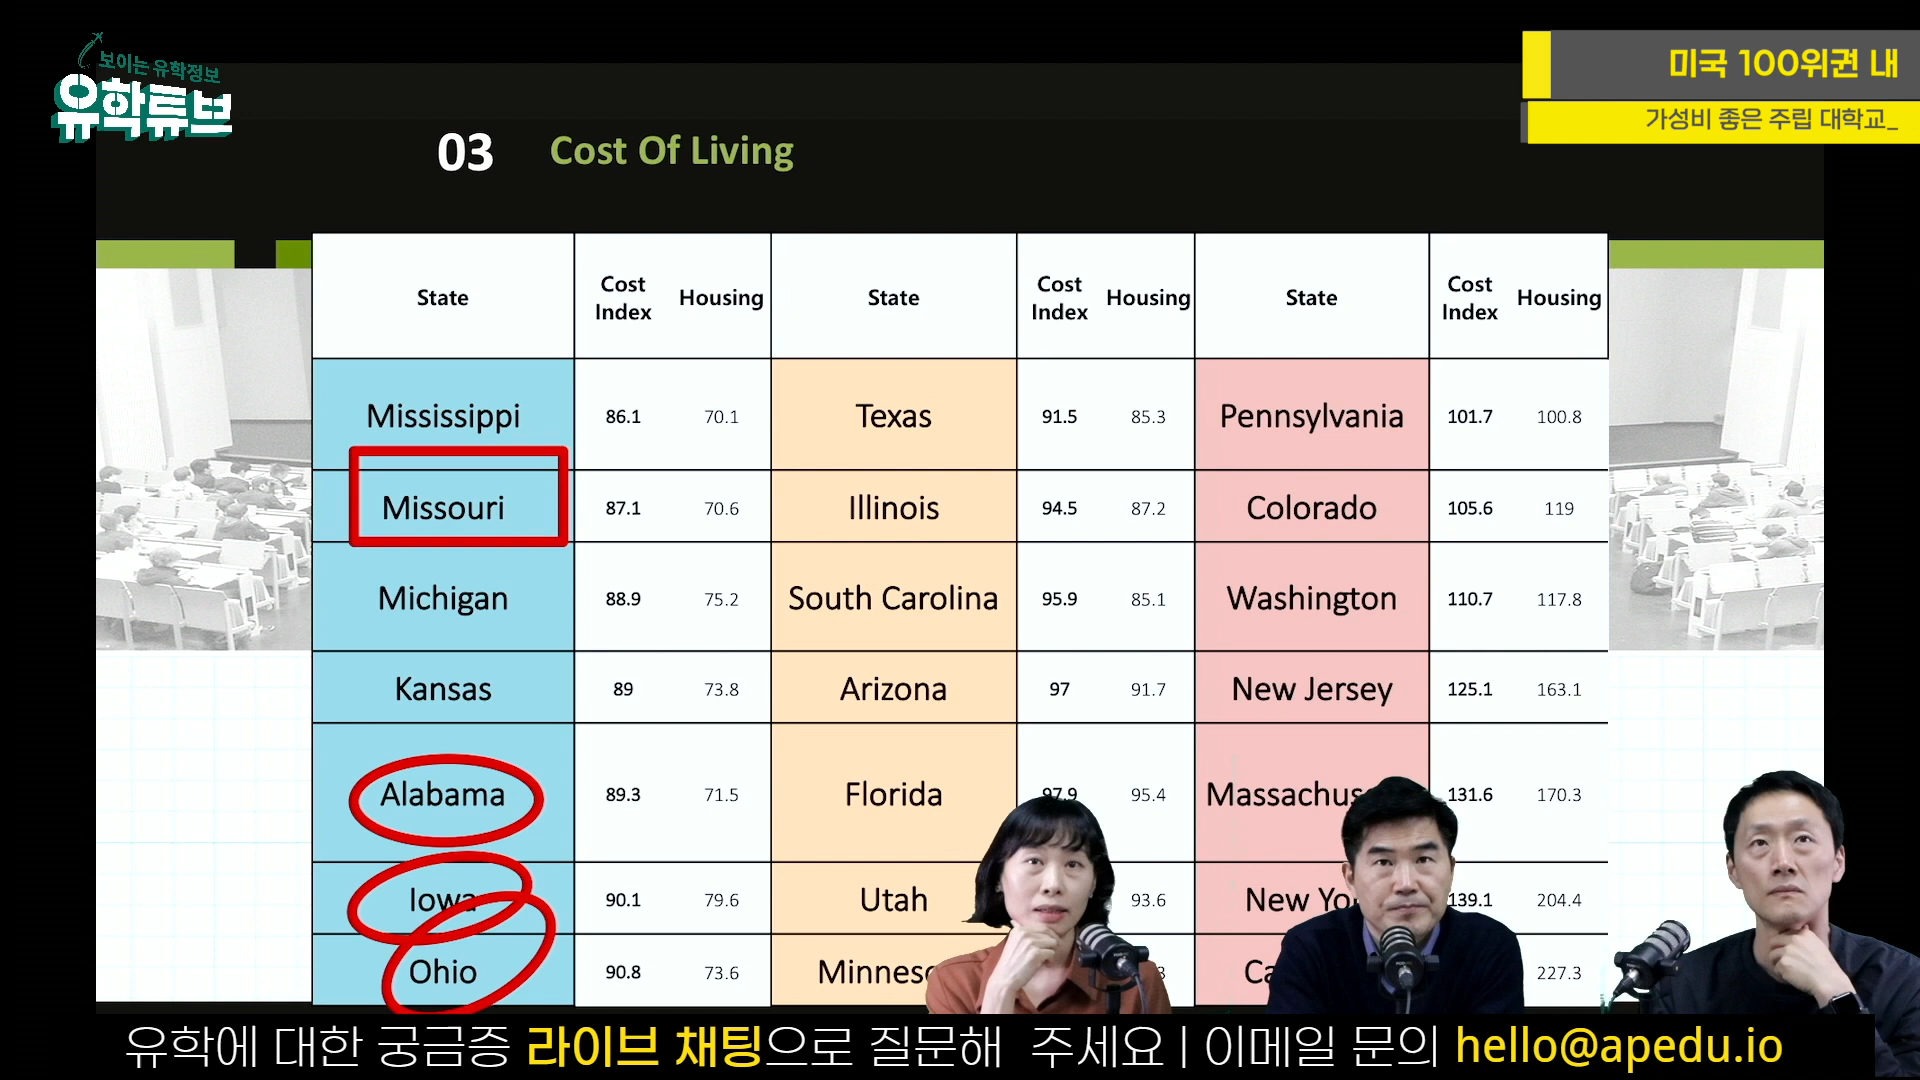 보이는 유학정보
유학튜브
미국 100위권 내
가성비 좋은 주립 대학교_
03 Cost Of Living
State Cost Index Housing State Cost Index Housing State Cost Index Housing
Mississippi 86.1 70.1 Texas 91.5 85.3 Pennsylvania 101.7 100.8
Missouri 87.1 70.6 Illinois 94.5 87.2 Colorado 105.6 119
Michigan 88.9 75.2 South Carolina 95.9 85.1 Washington 110.7 117.8
Kansas 89 73.8 Arizona 97 91.7 New Jersey 125.1 163.1
Alabama 89.3 71.5 Florida 97.9 95.4 Massachus 131.6 170.3
Iowa 90.1 79.6 Utah 93.6 New Yo 139.1 204.4
Ohio 90.8 73.6 Minneso 227.3
유학에 대한 궁금증 라이브 채팅으로 질문해 주세요 | 이메일 문의 hello@apedu.io